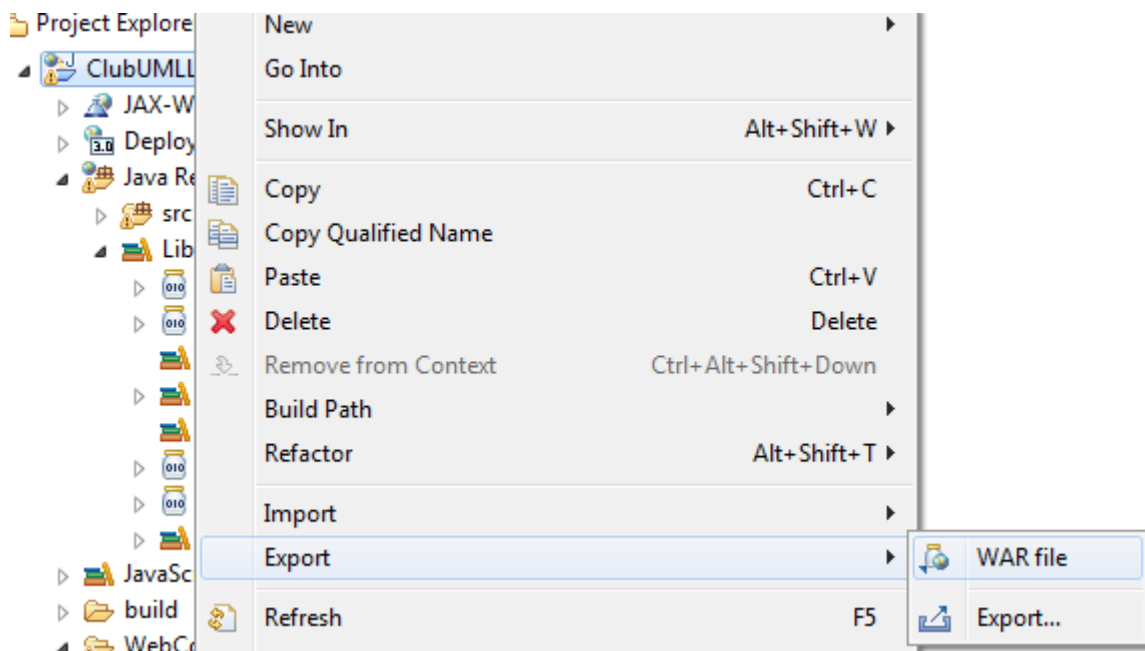 Project Explore
ClubUMLL
JAX-W
Deploy
Java Re
src
Lib
JavaSc
build
WebCo
New
Go Into
Show In Alt+Shift+W
Copy Ctrl+C
Copy Qualified Name
Paste Ctrl+V
Delete Delete
Remove from Context Ctrl+Alt+Shift+Down
Build Path
Refactor Alt+Shift+T
Import
Export
Refresh F5
WAR file
Export...